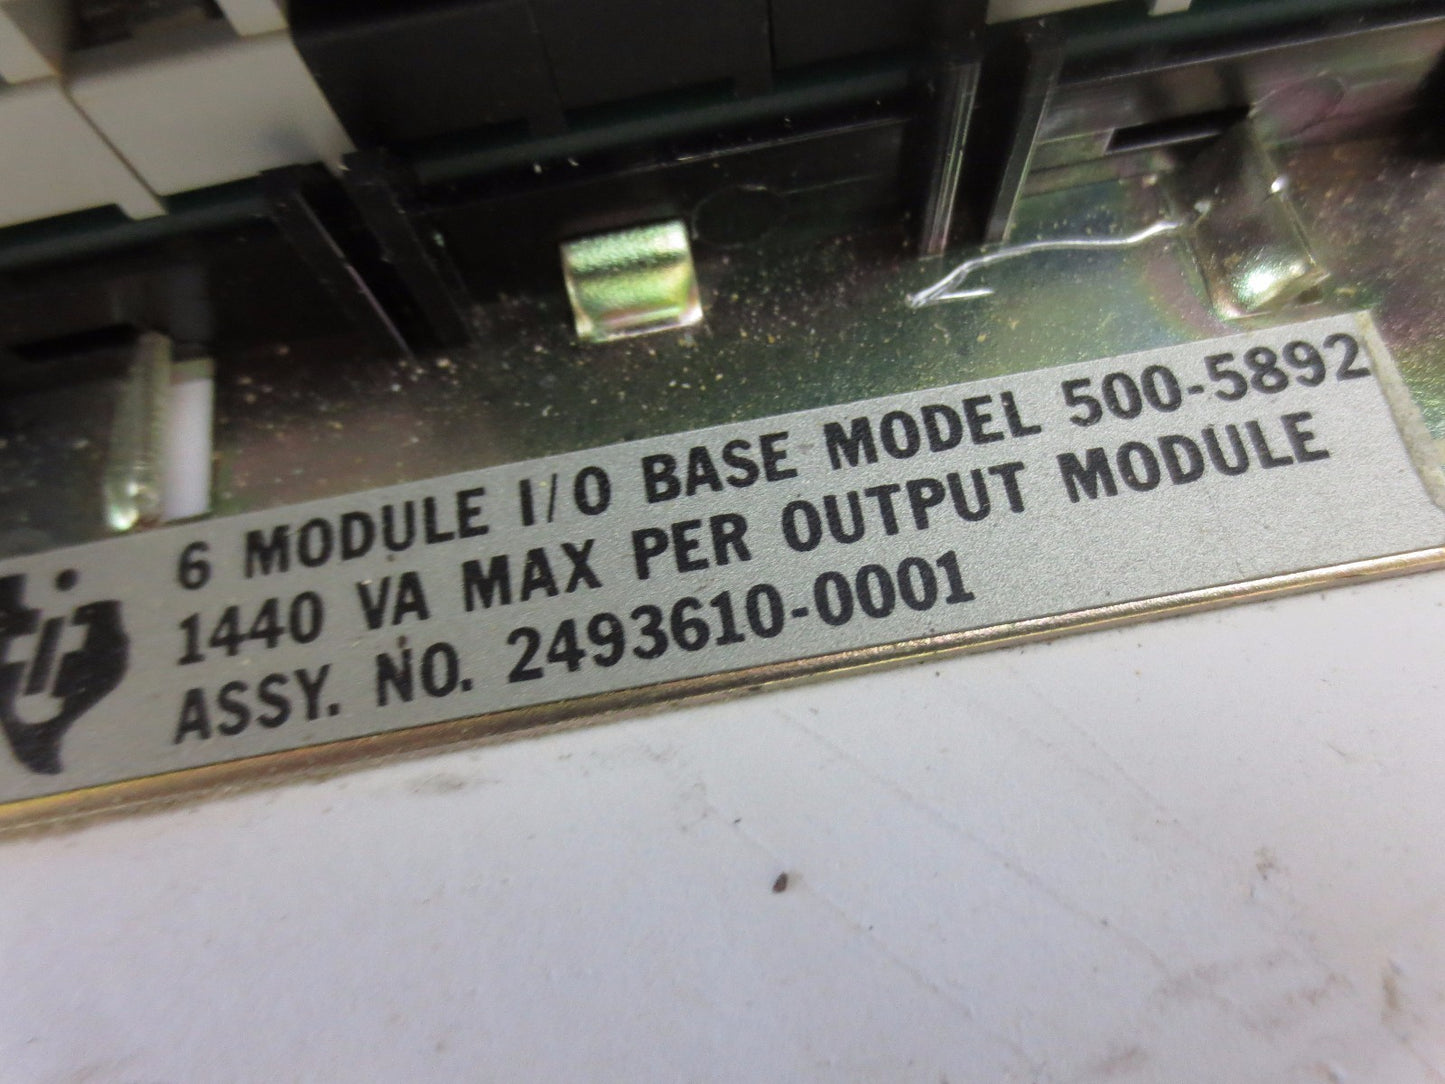 6 MODULE I/O BASE MODEL 500-5892
1440 VA MAX PER OUTPUT MODULE
ASSY. NO. 2493610-0001